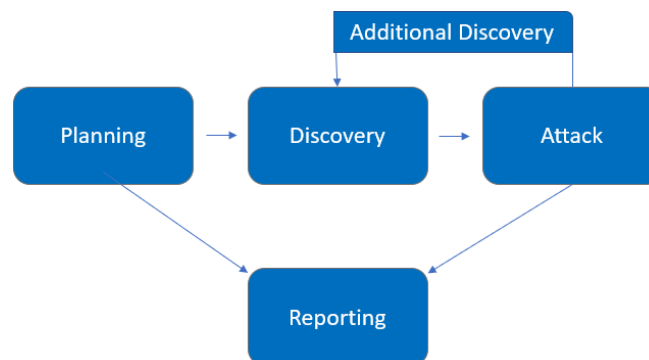 Additional Discovery
Planning
Discovery
Attack
Reporting